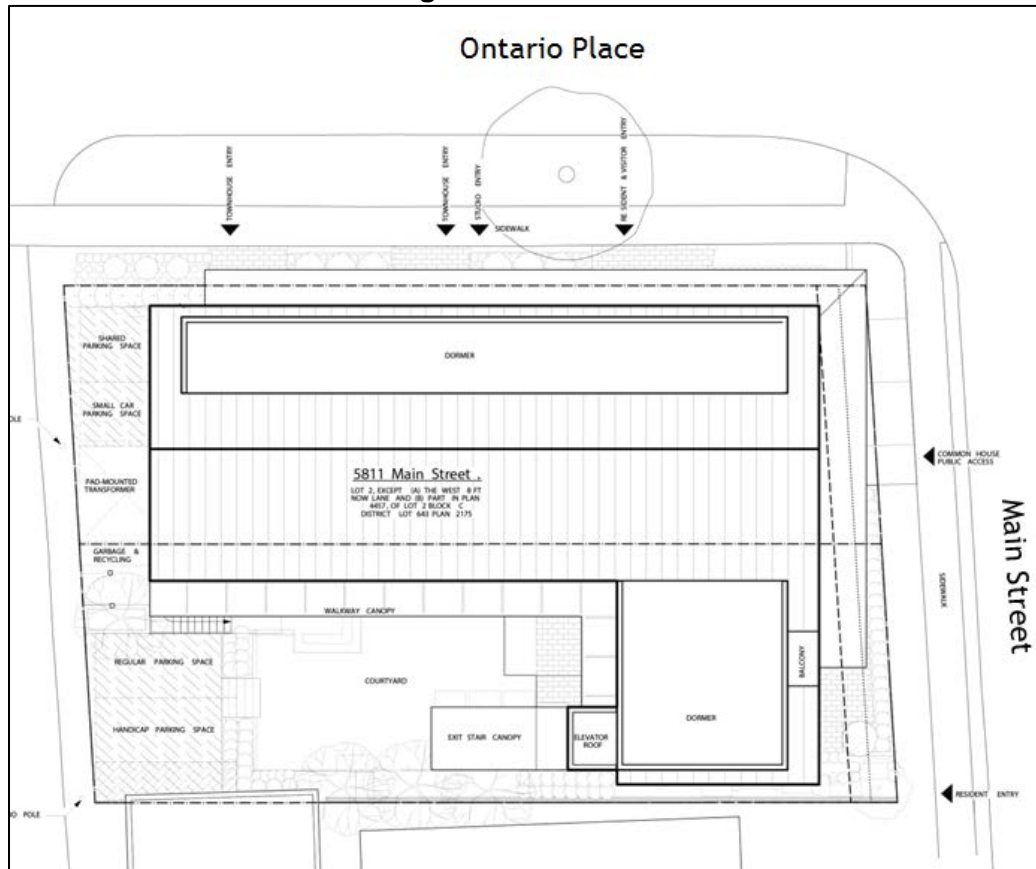 Ontario Place
TOWNHOUSE ENTRY
TOWNHOUSE ENTRY
STUDIO ENTRY
RESIDENT & VISITOR ENTRY
SIDEWALK
SHARED
PARKING SPACE
DORMER
SMALL CAR
PARKING SPACE
OLE
COMMON HOUSE
PUBLIC ACCESS
5811 Main Street .
LOT 2, EXCEPT (A) THE WEST 8 FT
NOW LANE AND (B) PART IN PLAN
4457, OF LOT 2 BLOCK C
DISTRICT LOT 643 PLAN 2175
PAD-MOUNTED
TRANSFORMER
Main Street
GARBAGE &
RECYCLING
SIDEWALK
WALKWAY CANOPY
REGULAR PARKING SPACE
BALCONY
COURTYARD
DORMER
HANDICAP PARKING SPACE
EXIT STAIR CANOPY
ELEVATOR
ROOF
RESIDENT ENTRY
O POLE